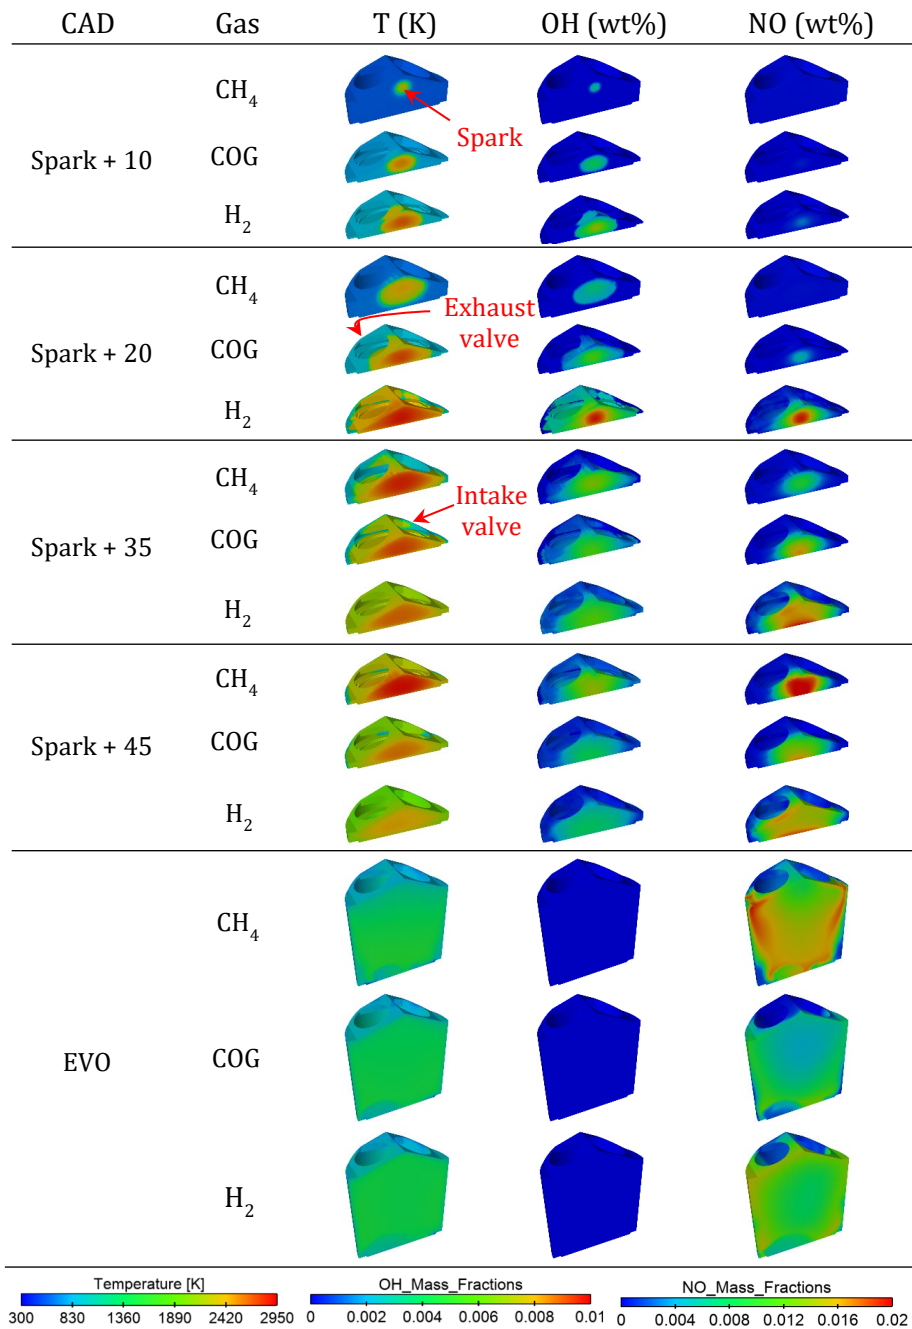 CAD Gas T (K) OH (wt%) NO (wt%)
CH4
Spark
Spark + 10 COG
H2
CH4
Exhaust
valve
Spark + 20 COG
H2
CH4
Intake
valve
Spark + 35 COG
H2
CH4
Spark + 45 COG
H2
CH4
EVO COG
H2
Temperature [K] OH_Mass_Fractions NO_Mass_Fractions
300 830 1360 1890 2420 2950 0 0.002 0.004 0.006 0.008 0.01 0 0.004 0.008 0.012 0.016 0.02